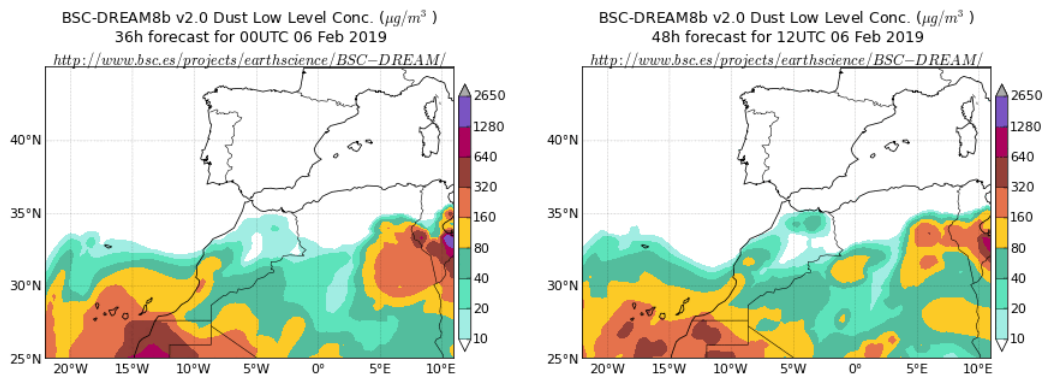 BSC-DREAM8b v2.0 Dust Low Level Conc. (μg/m³ )
36h forecast for 00UTC 06 Feb 2019
http://www.bsc.es/projects/earthscience/BSC−DREAM/
40°N
35°N
30°N
25°N
20°W
15°W
10°W
5°W
0°
5°E
10°E
2650
1280
640
320
160
80
40
20
10
BSC-DREAM8b v2.0 Dust Low Level Conc. (μg/m³ )
48h forecast for 12UTC 06 Feb 2019
http://www.bsc.es/projects/earthscience/BSC−DREAM/
40°N
35°N
30°N
25°N
20°W
15°W
10°W
5°W
0°
5°E
10°E
2650
1280
640
320
160
80
40
20
10